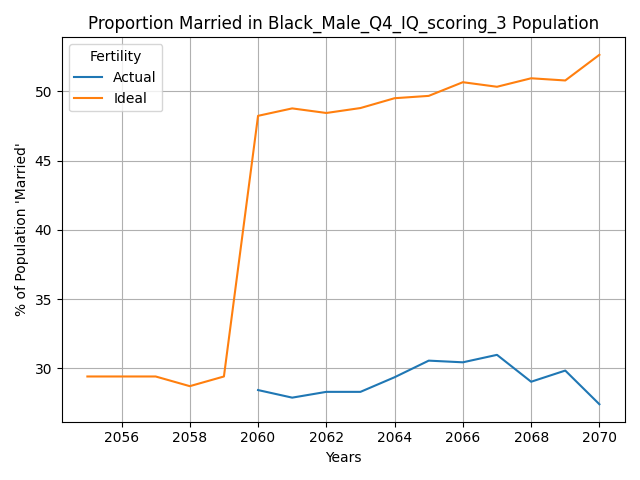 Proportion Married in Black_Male_Q4_IQ_scoring_3 Population
Fertility
Actual
Ideal
% of Population 'Married'
50
45
40
35
30
2056 2058 2060 2062 2064 2066 2068 2070
Years